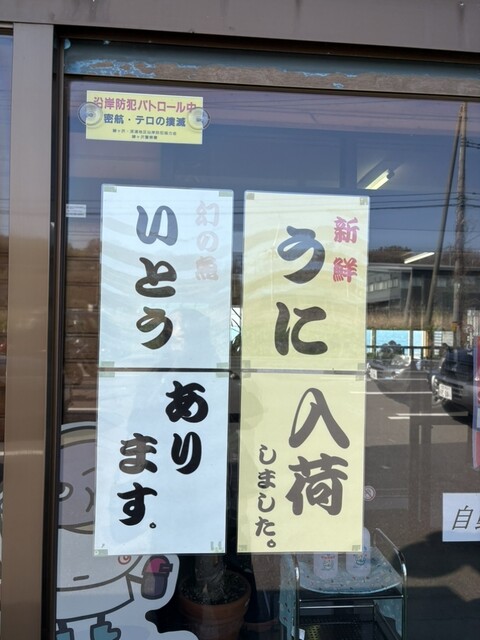 沿岸防犯パトロール中
密航・テロの撲滅
新鮮
うに
入荷
しました。
幻の魚
いとう
あり
ます。
自